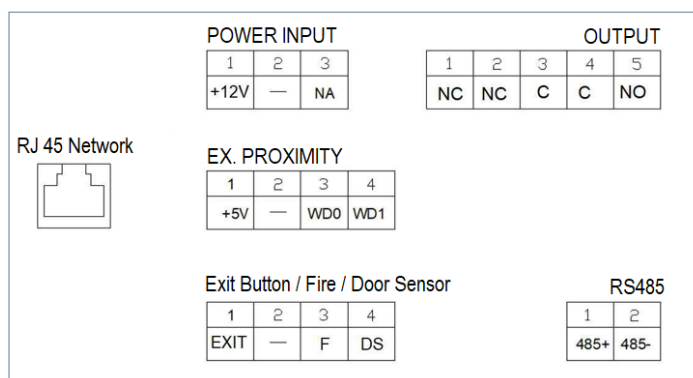 POWER INPUT
1 2 3
+12V — NA
OUTPUT
1 2 3 4 5
NC NC C C NO
RJ 45 Network
EX. PROXIMITY
1 2 3 4
+5V — WD0 WD1
Exit Button / Fire / Door Sensor
1 2 3 4
EXIT — F DS
RS485
1 2
485+ 485-